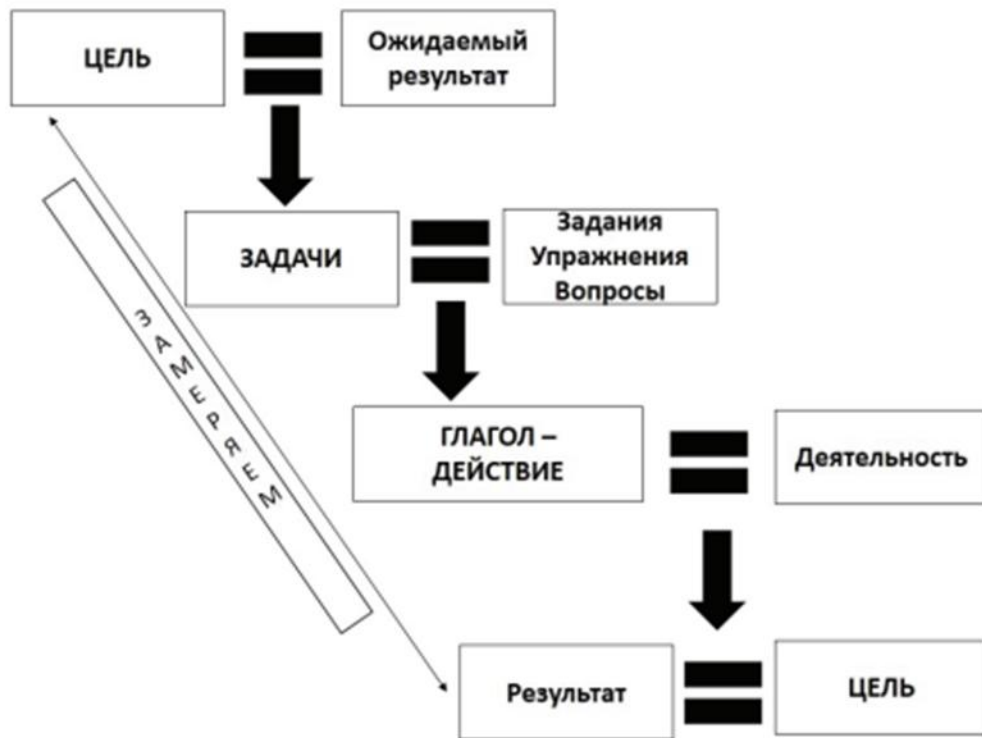 ЦЕЛЬ
Ожидаемый
результат
ЗАДАЧИ
Задания
Упражнения
Вопросы
ЗАМЕРЯЕМ
ГЛАГОЛ –
ДЕЙСТВИЕ
Деятельность
Результат
ЦЕЛЬ